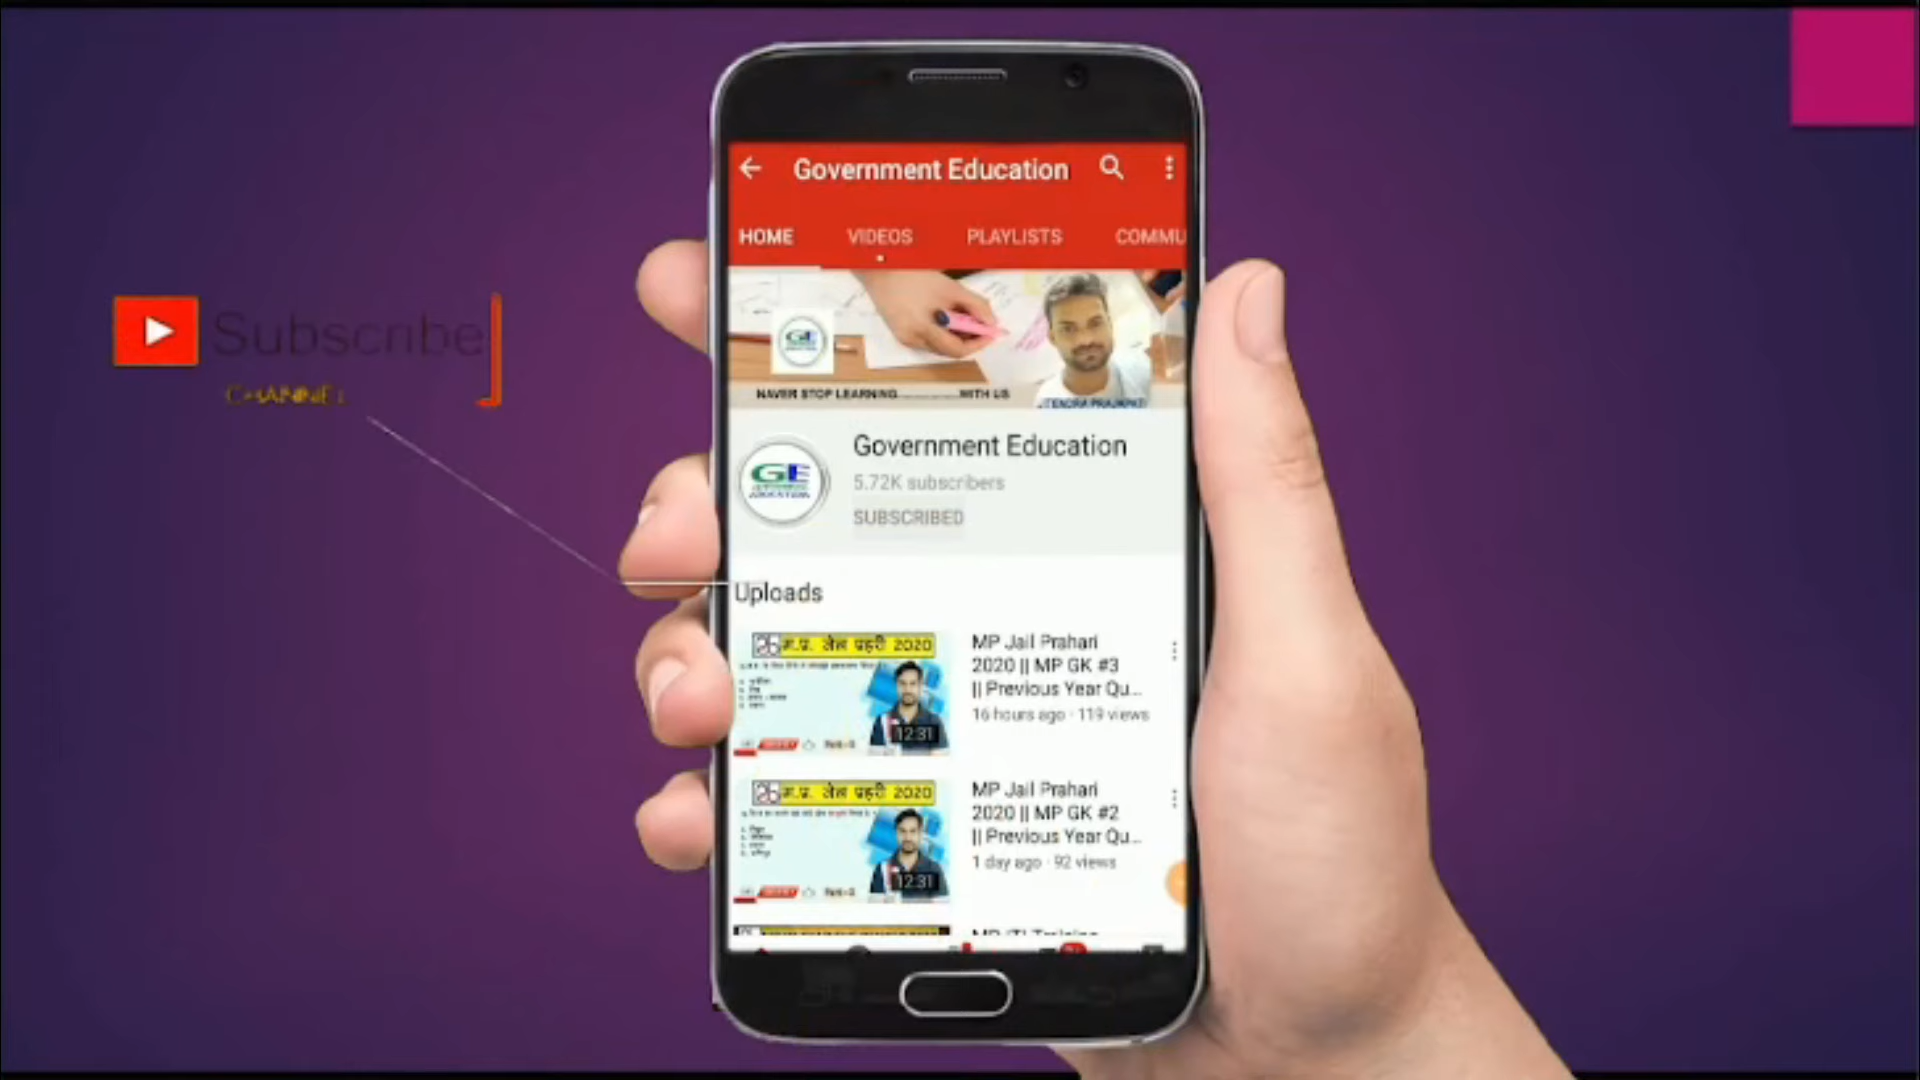 Government Education
HOME VIDEOS PLAYLISTS COMMU
Subscribe
CHANNEL
GE
NAVER STOP LEARNING WITH US
GE
Government Education
5.72K subscribers
SUBSCRIBED
Uploads
म.प्र. जेल प्रहरी 2020
12:31
MP Jail Prahari
2020 || MP GK #3
|| Previous Year Qu...
16 hours ago · 119 views
म.प्र. जेल प्रहरी 2020
12:31
MP Jail Prahari
2020 || MP GK #2
|| Previous Year Qu...
1 day ago · 92 views